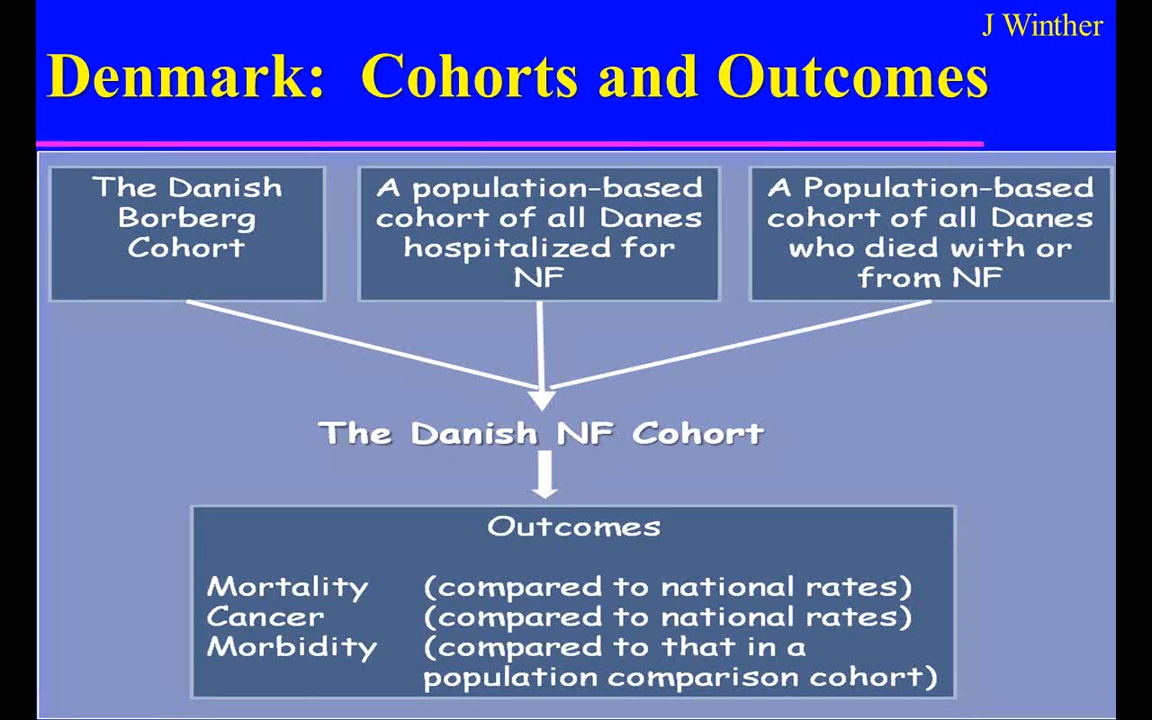 J Winther
Denmark: Cohorts and Outcomes
The Danish
Borberg
Cohort
A population-based
cohort of all Danes
hospitalized for
NF
A Population-based
cohort of all Danes
who died with or
from NF
The Danish NF Cohort
Outcomes
Mortality (compared to national rates)
Cancer (compared to national rates)
Morbidity (compared to that in a
population comparison cohort)